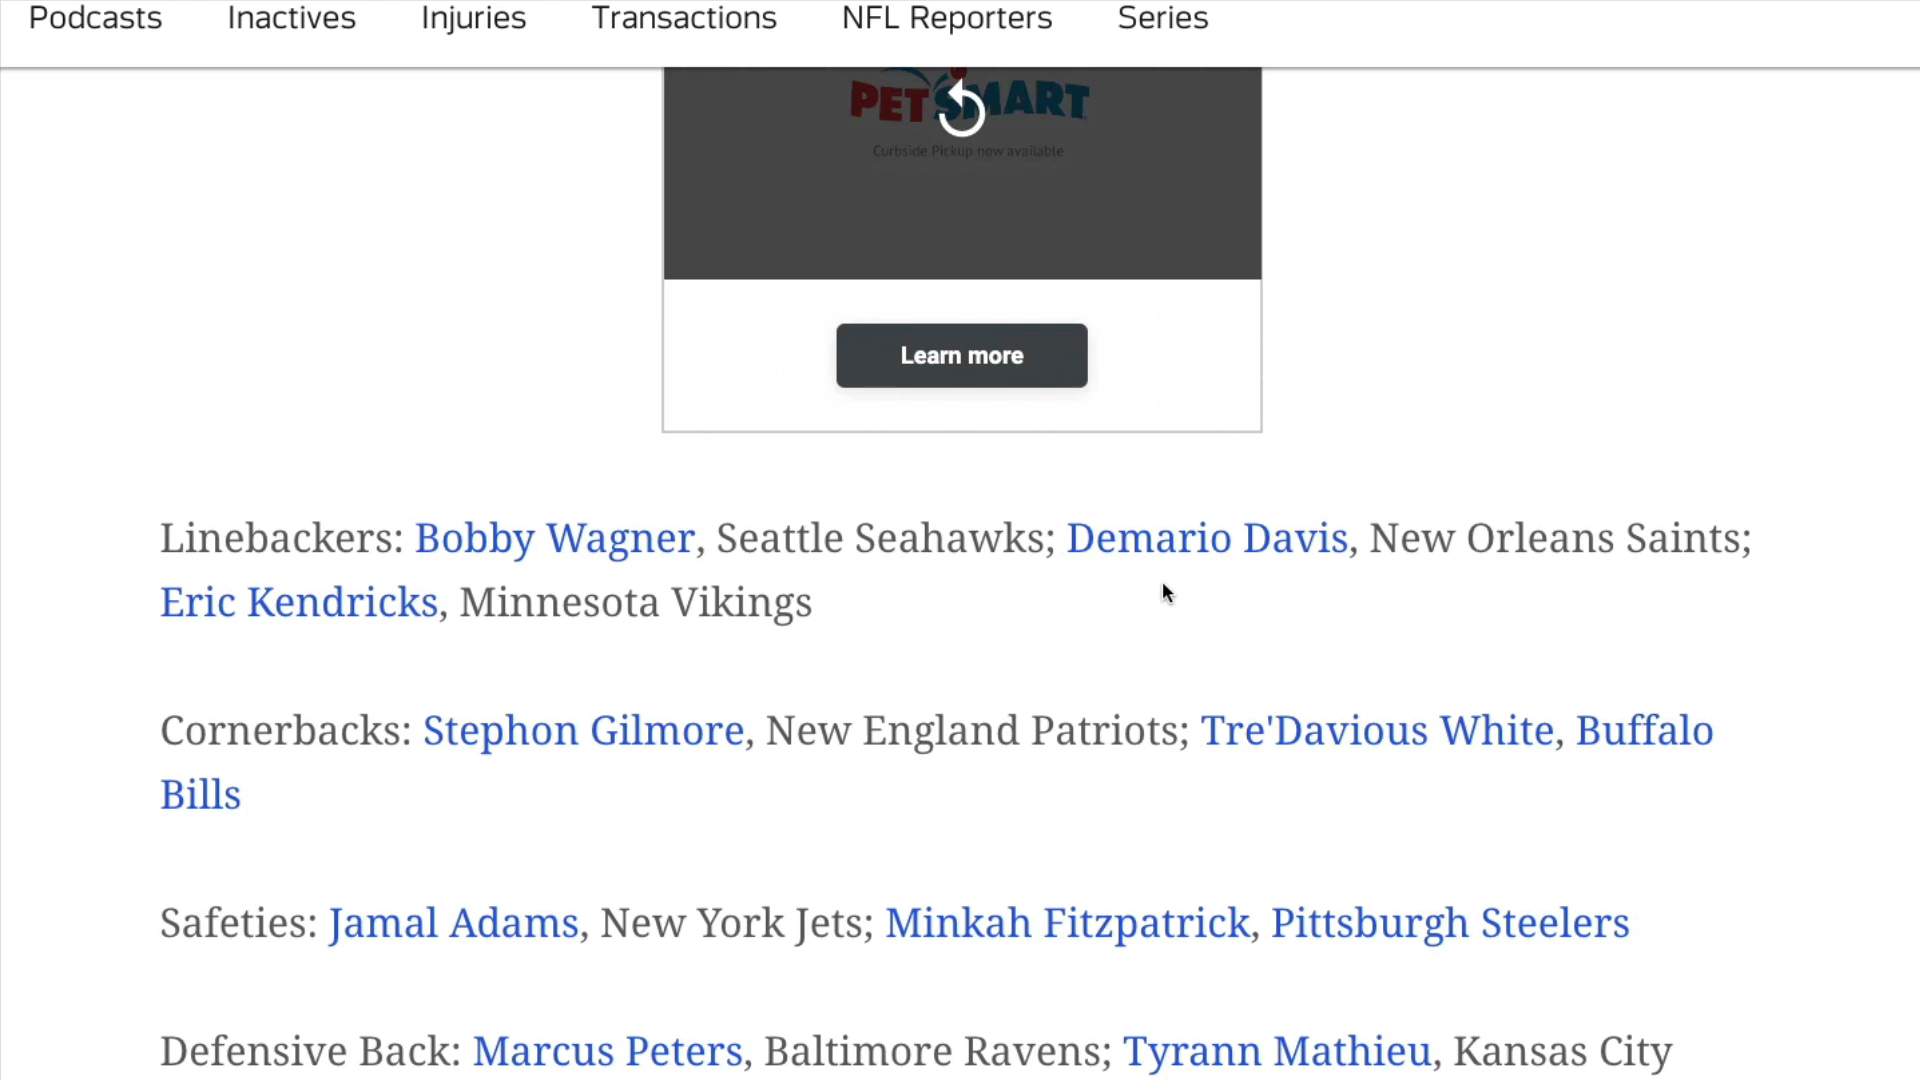 Podcasts Inactives Injuries Transactions NFL Reporters Series
PETSMART
Curbside Pickup now available
Learn more
Linebackers: Bobby Wagner, Seattle Seahawks; Demario Davis, New Orleans Saints;
Eric Kendricks, Minnesota Vikings
Cornerbacks: Stephon Gilmore, New England Patriots; Tre'Davious White, Buffalo
Bills
Safeties: Jamal Adams, New York Jets; Minkah Fitzpatrick, Pittsburgh Steelers
Defensive Back: Marcus Peters, Baltimore Ravens; Tyrann Mathieu, Kansas City